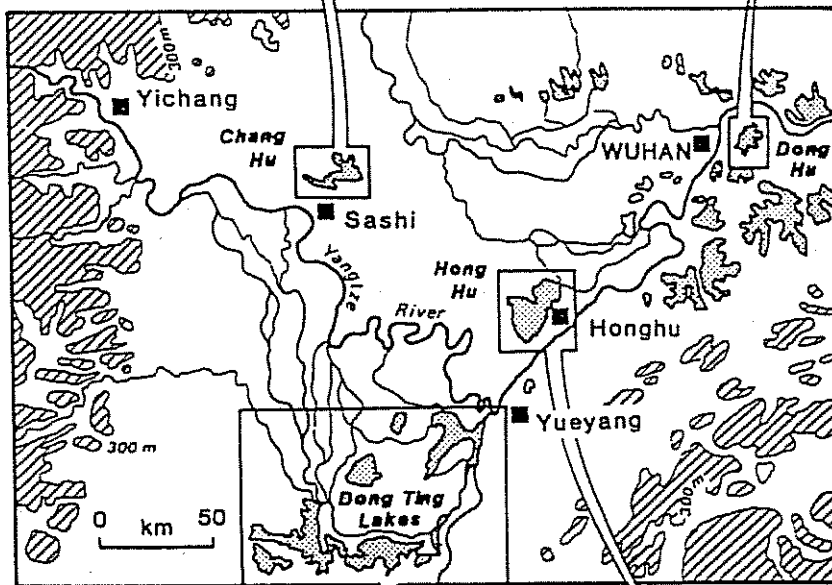 300m
Yichang
Chang
Hu
WUHAN
Dong
Hu
Sashi
Yangtze
River
Hong
Hu
Honghu
Yueyang
300 m
300m
Dong Ting
Lakes
0 km 50